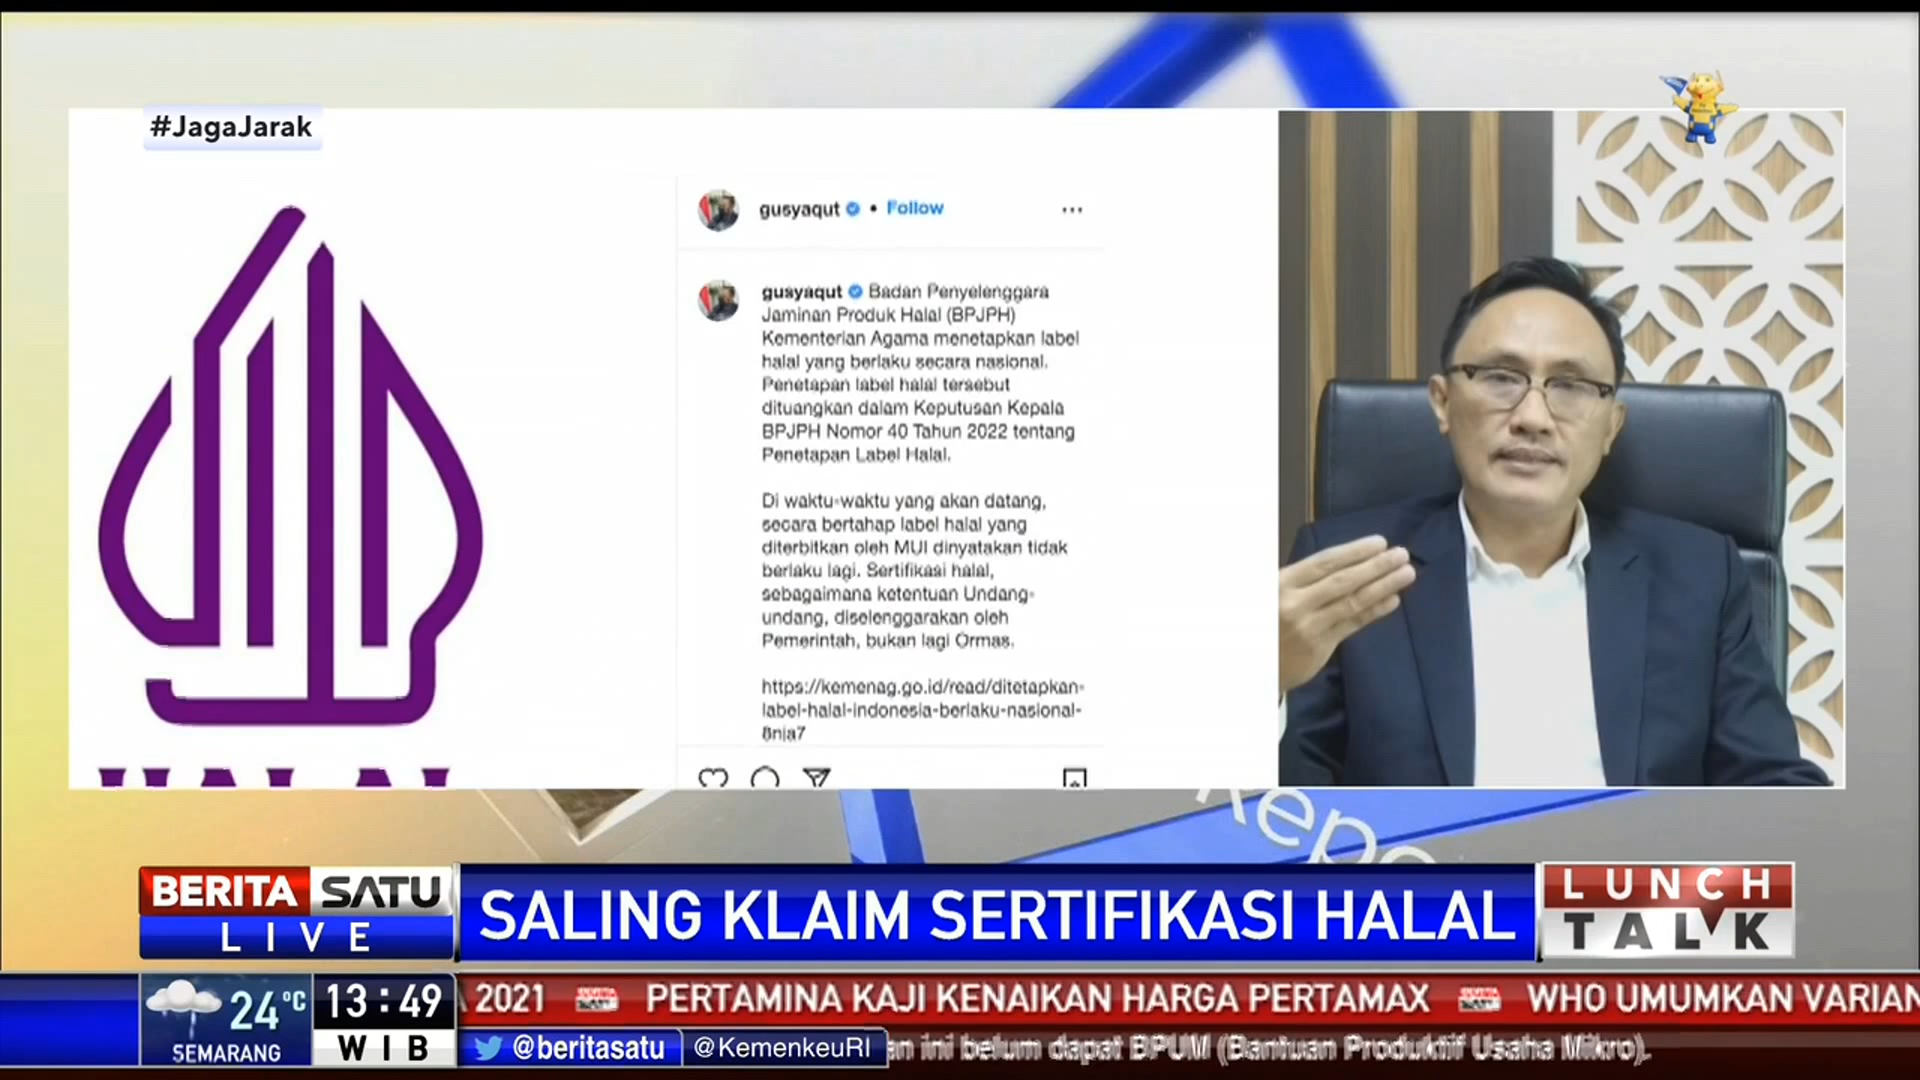 #JagaJarak
gusyaqut • Follow
gusyaqut Badan Penyelenggara
Jaminan Produk Halal (BPJPH)
Kementerian Agama menetapkan label
halal yang berlaku secara nasional.
Penetapan label halal tersebut
dituangkan dalam Keputusan Kepala
BPJPH Nomor 40 Tahun 2022 tentang
Penetapan Label Halal.
Di waktu-waktu yang akan datang,
secara bertahap label halal yang
diterbitkan oleh MUI dinyatakan tidak
berlaku lagi. Sertifikasi halal,
sebagaimana ketentuan Undang-
undang, diselenggarakan oleh
Pemerintah, bukan lagi Ormas.
https://kemenag.go.id/read/ditetapkan-
label-halal-indonesia-berlaku-nasional-
8nja7
HALAL
Repo
BERITA SATU
LIVE
SALING KLAIM SERTIFIKASI HALAL
LUNCH
TALK
24°C
SEMARANG
13:49
WIB
2021 PERTAMINA KAJI KENAIKAN HARGA PERTAMAX WHO UMUMKAN VARIAN
@beritasatu @KemenkeuRI an ini belum dapat BPUM (Bantuan Produktif Usaha Mikro).